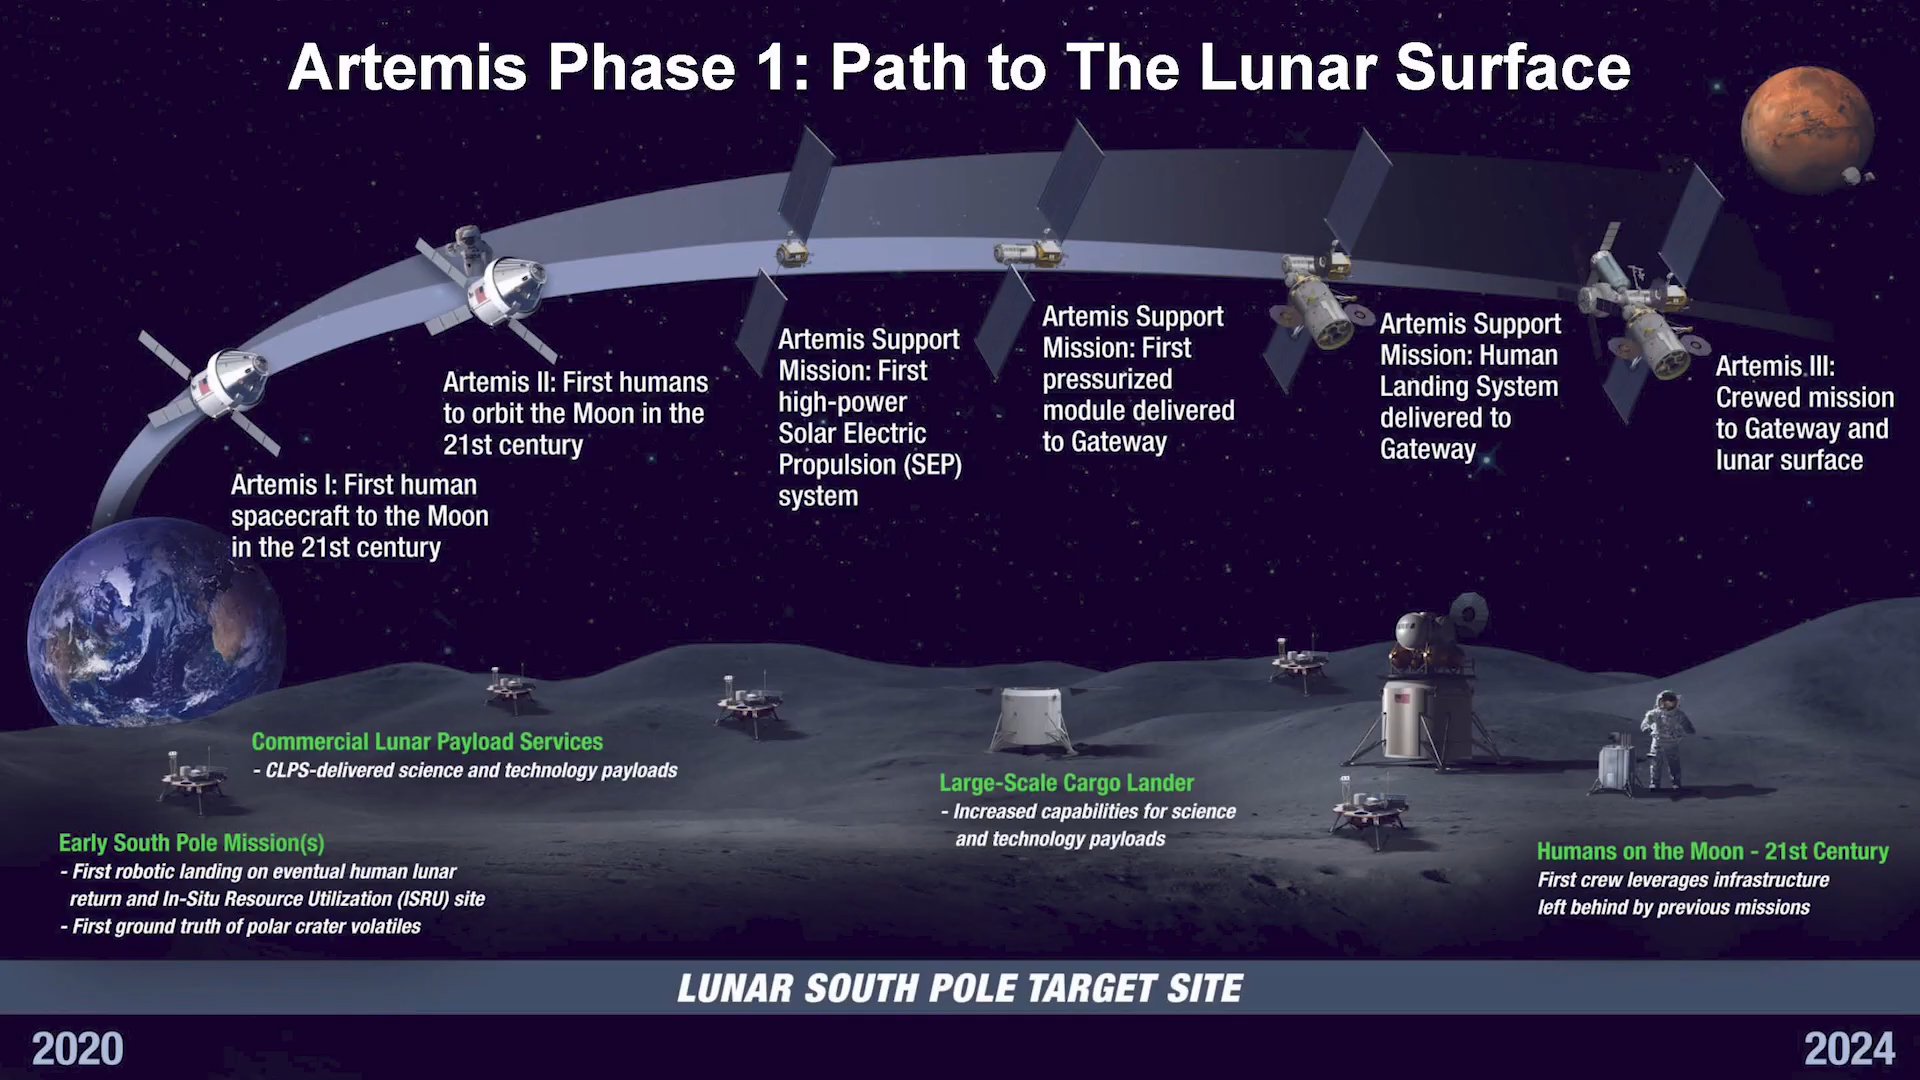 Artemis Phase 1: Path to The Lunar Surface
Artemis I: First human
spacecraft to the Moon
in the 21st century
Artemis II: First humans
to orbit the Moon in the
21st century
Artemis Support
Mission: First
high-power
Solar Electric
Propulsion (SEP)
system
Artemis Support
Mission: First
pressurized
module delivered
to Gateway
Artemis Support
Mission: Human
Landing System
delivered to
Gateway
Artemis III:
Crewed mission
to Gateway and
lunar surface
Commercial Lunar Payload Services
- CLPS-delivered science and technology payloads
Early South Pole Mission(s)
- First robotic landing on eventual human lunar
return and In-Situ Resource Utilization (ISRU) site
- First ground truth of polar crater volatiles
Large-Scale Cargo Lander
- Increased capabilities for science
and technology payloads
Humans on the Moon - 21st Century
First crew leverages infrastructure
left behind by previous missions
LUNAR SOUTH POLE TARGET SITE
2020
2024